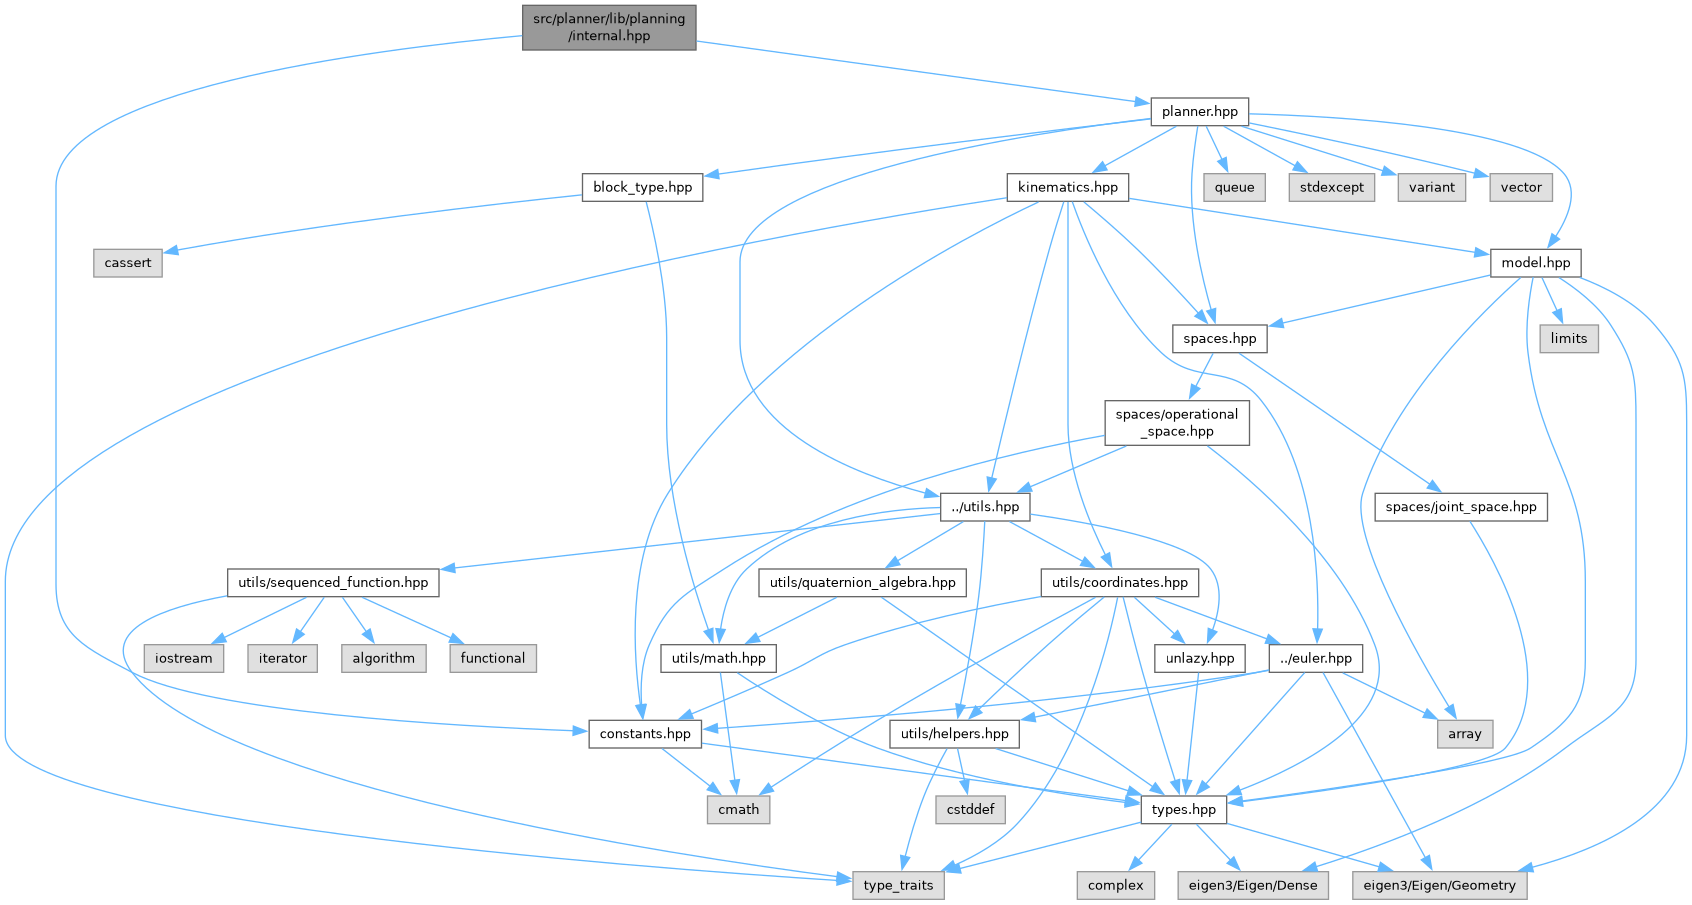 src/planner/lib/planning
/internal.hpp
planner.hpp
block_type.hpp
kinematics.hpp
queue
stdexcept
variant
vector
cassert
model.hpp
spaces.hpp
limits
spaces/operational
_space.hpp
../utils.hpp
spaces/joint_space.hpp
utils/sequenced_function.hpp
utils/quaternion_algebra.hpp
utils/coordinates.hpp
iostream
iterator
algorithm
functional
utils/math.hpp
unlazy.hpp
../euler.hpp
constants.hpp
utils/helpers.hpp
array
cmath
cstddef
types.hpp
type_traits
complex
eigen3/Eigen/Dense
eigen3/Eigen/Geometry